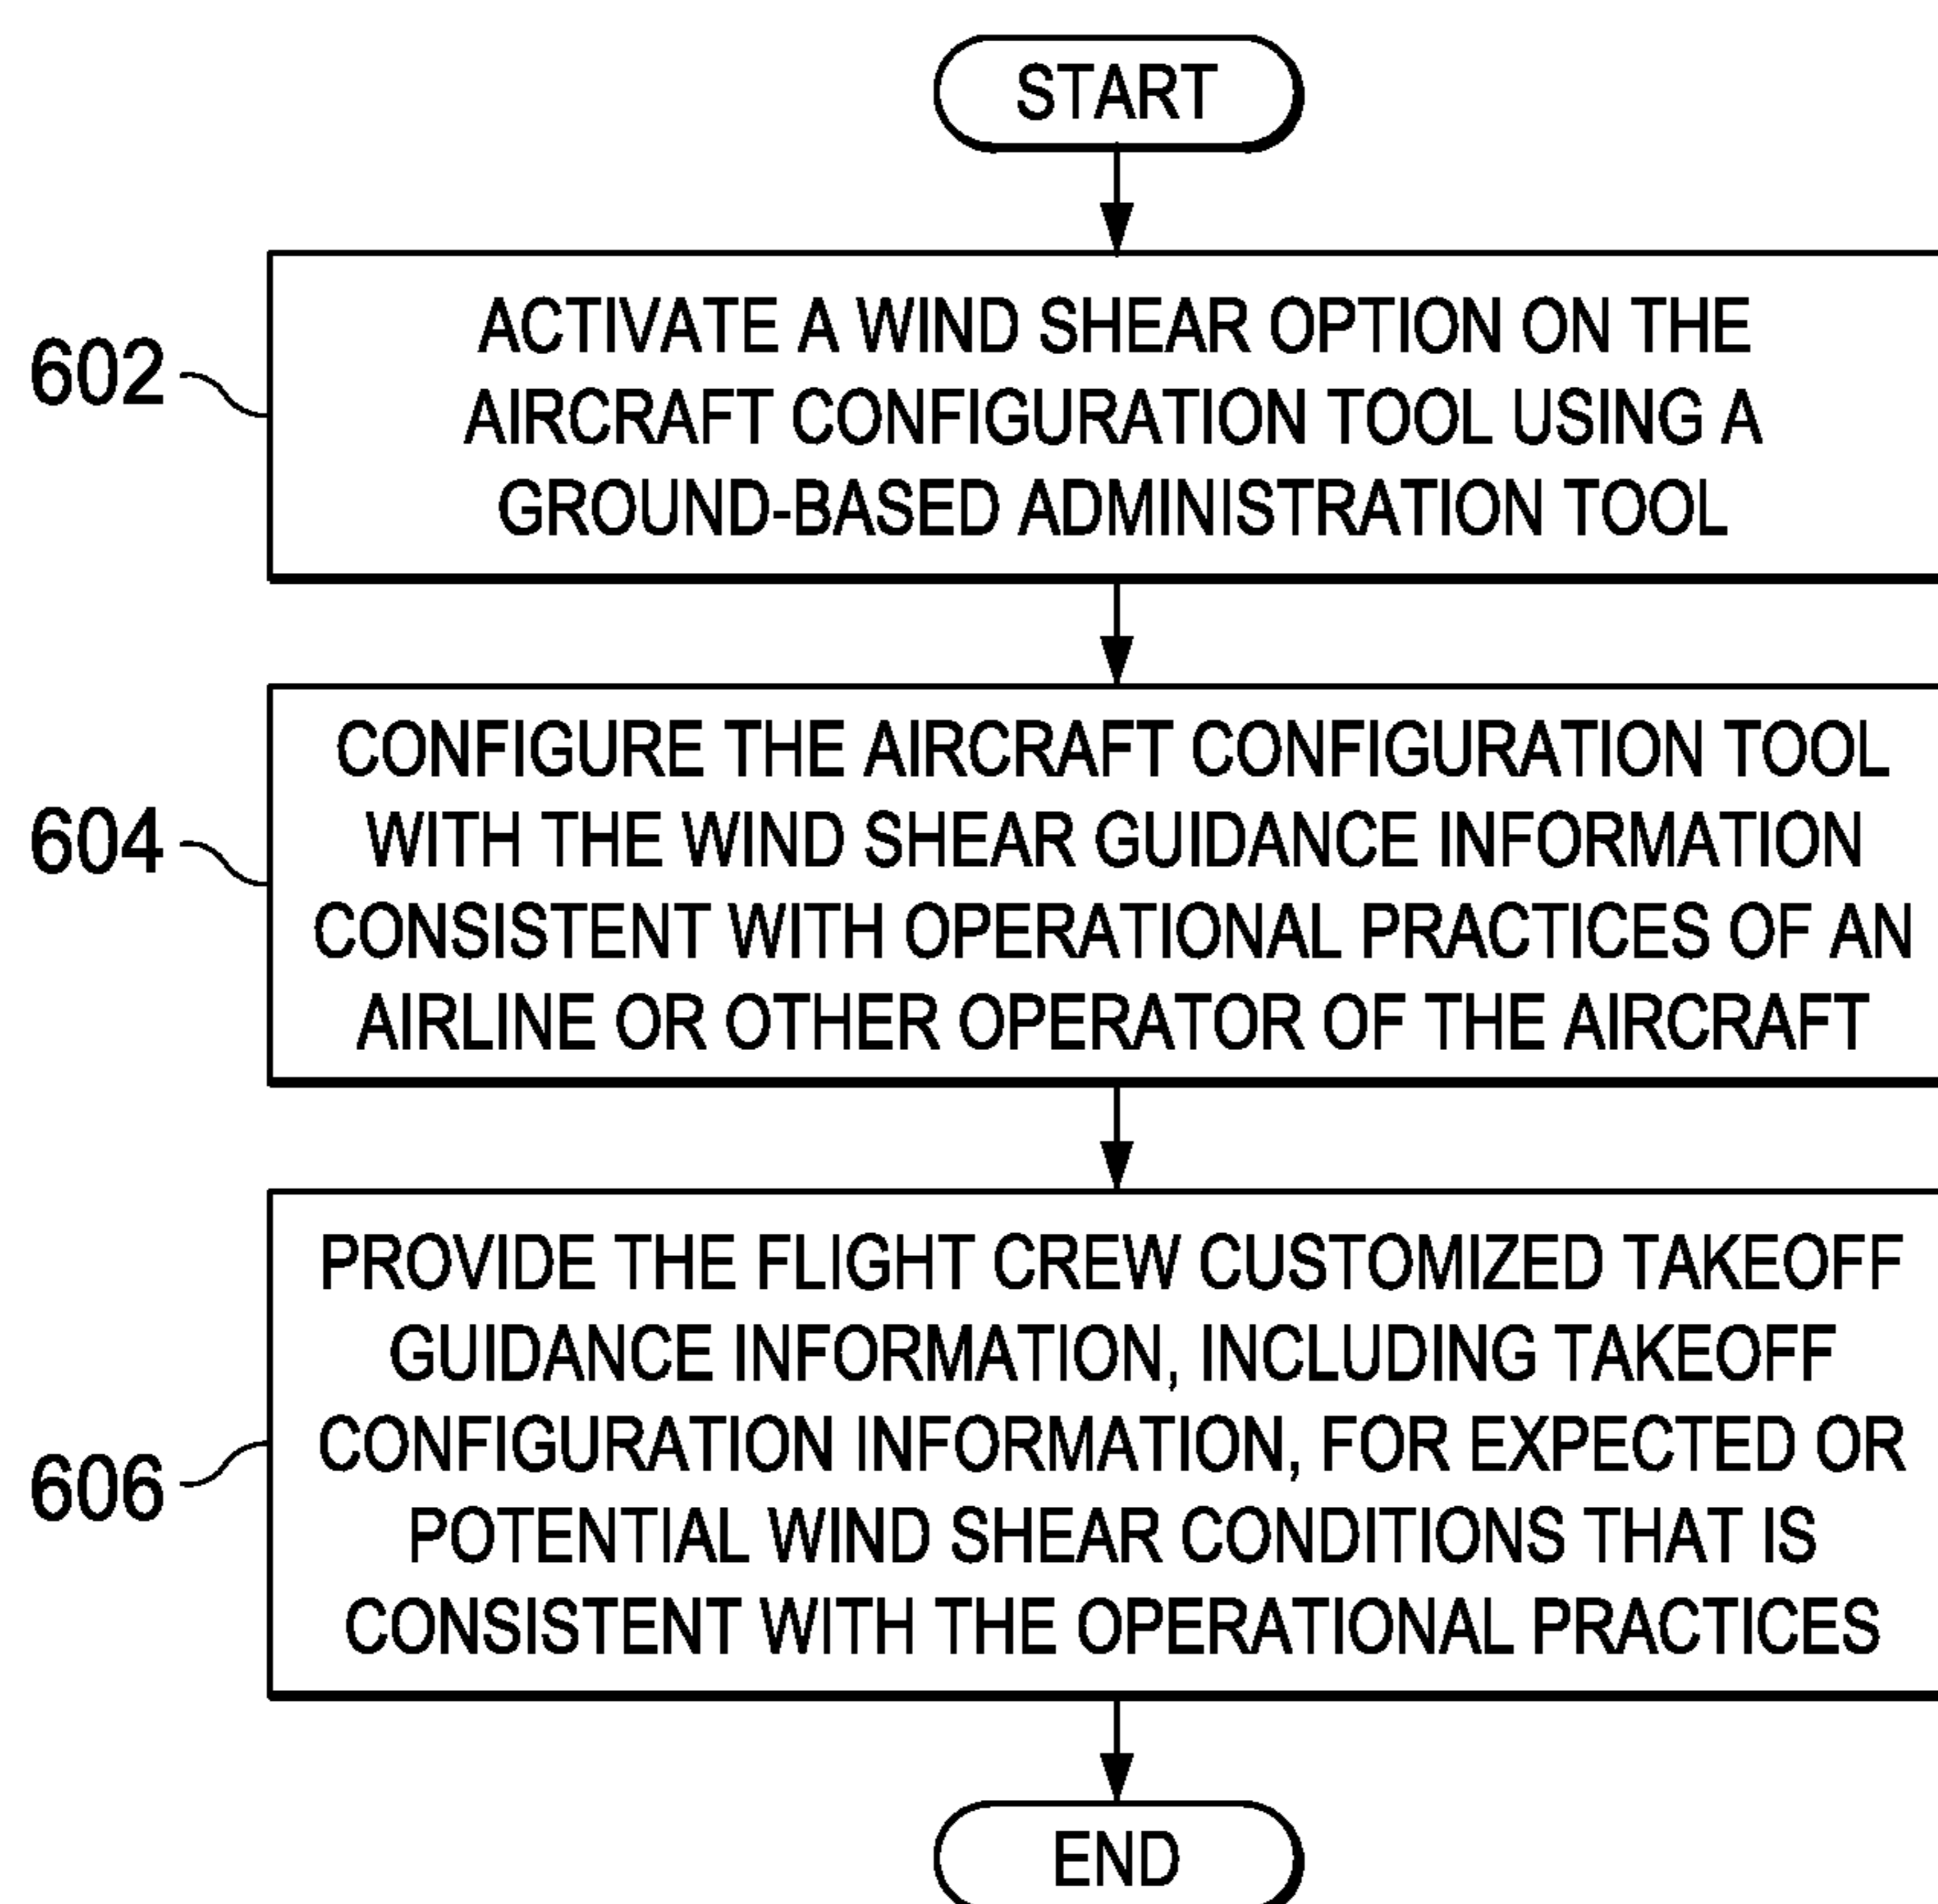 START
602
ACTIVATE A WIND SHEAR OPTION ON THE
AIRCRAFT CONFIGURATION TOOL USING A
GROUND-BASED ADMINISTRATION TOOL
604
CONFIGURE THE AIRCRAFT CONFIGURATION TOOL
WITH THE WIND SHEAR GUIDANCE INFORMATION
CONSISTENT WITH OPERATIONAL PRACTICES OF AN
AIRLINE OR OTHER OPERATOR OF THE AIRCRAFT
606
PROVIDE THE FLIGHT CREW CUSTOMIZED TAKEOFF
GUIDANCE INFORMATION, INCLUDING TAKEOFF
CONFIGURATION INFORMATION, FOR EXPECTED OR
POTENTIAL WIND SHEAR CONDITIONS THAT IS
CONSISTENT WITH THE OPERATIONAL PRACTICES
END